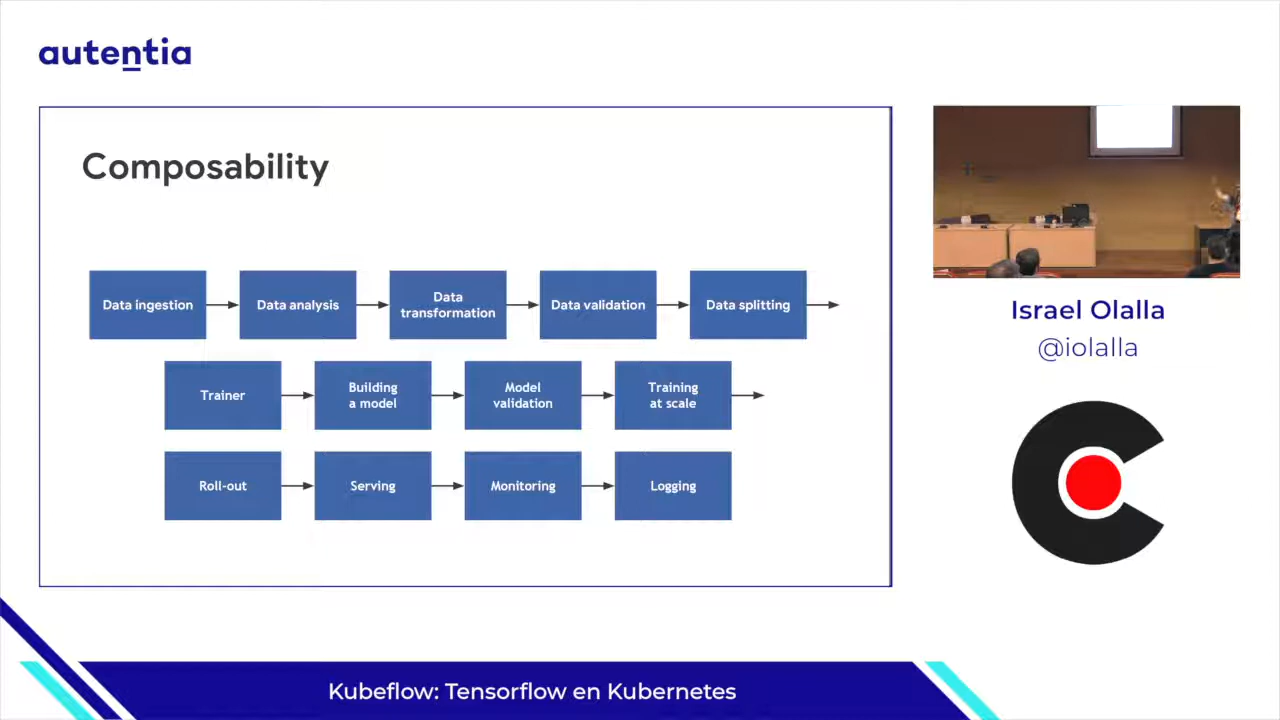 autentia
Composability
Data ingestion
Data analysis
Data
transformation
Data validation
Data splitting
Trainer
Building
a model
Model
validation
Training
at scale
Roll-out
Serving
Monitoring
Logging
Israel Olalla
@iolalla
Kubeflow: Tensorflow en Kubernetes